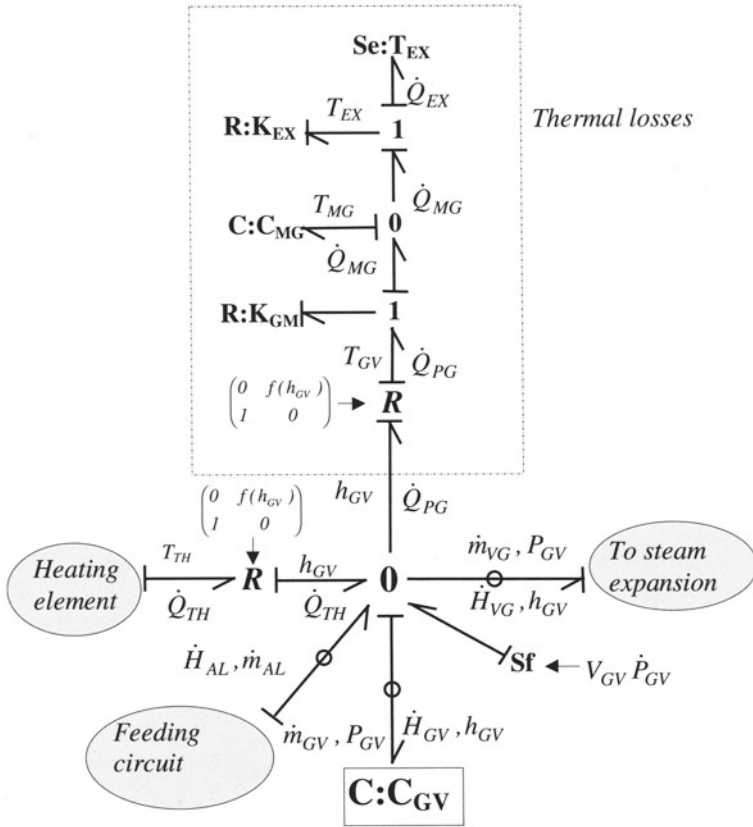 Se:T_EX
Q̇_EX
T_EX
R:K_EX
1
Thermal losses
T_MG
Q̇_MG
C:C_MG
0
Q̇_MG
R:K_GM
1
T_GV
Q̇_PG
( 0 f(h_GV) )
( 1 0 )
R
h_GV
Q̇_PG
( 0 f(h_GV) )
( 1 0 )
ṁ_VG , P_GV
Heating
element
T_TH
Q̇_TH
R
h_GV
Q̇_TH
0
Ḣ_VG , h_GV
To steam
expansion
Ḣ_AL , ṁ_AL
Sf
V_GV Ṗ_GV
Feeding
circuit
ṁ_GV , P_GV
Ḣ_GV , h_GV
C:C_GV